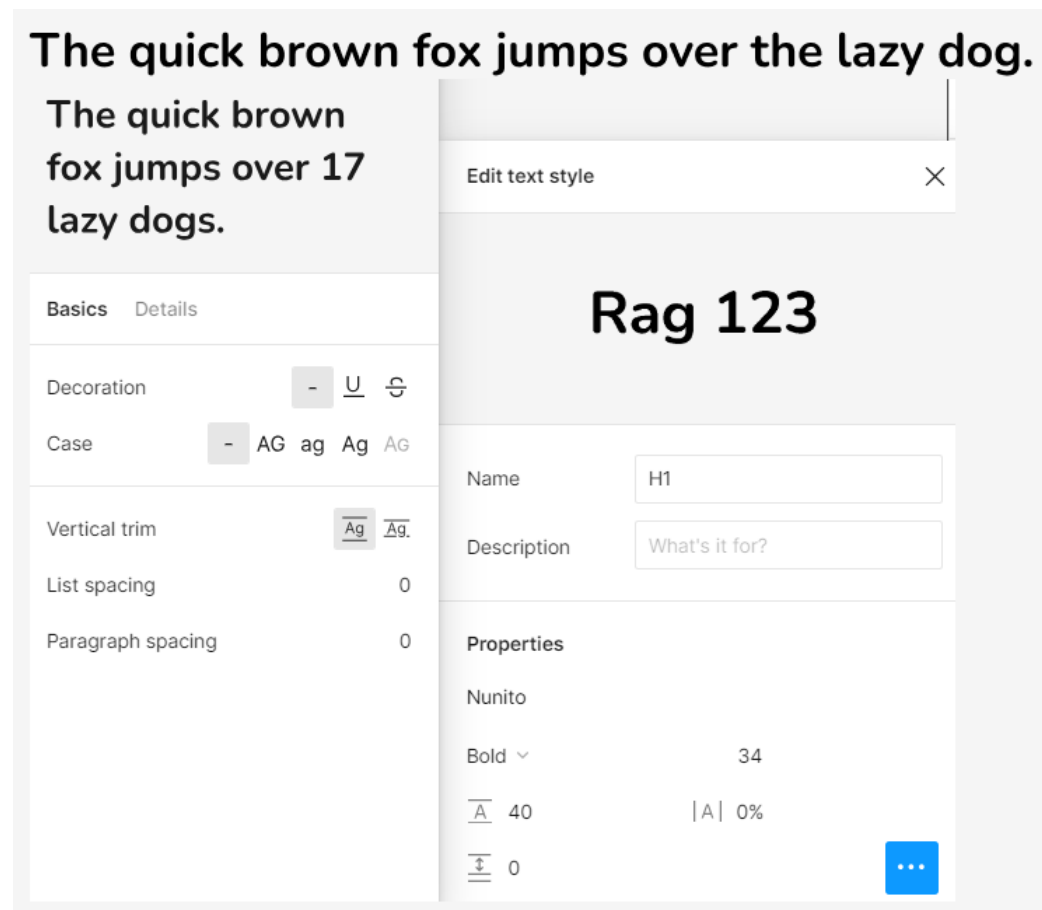 The quick brown fox jumps over the lazy dog.
The quick brown
fox jumps over 17
lazy dogs.
Basics Details
Decoration - U S
Case - AG ag Ag AG
Vertical trim Ag Ag
List spacing 0
Paragraph spacing 0
Edit text style
Rag 123
Name H1
Description What's it for?
Properties
Nunito
Bold 34
A 40 |A| 0%
0